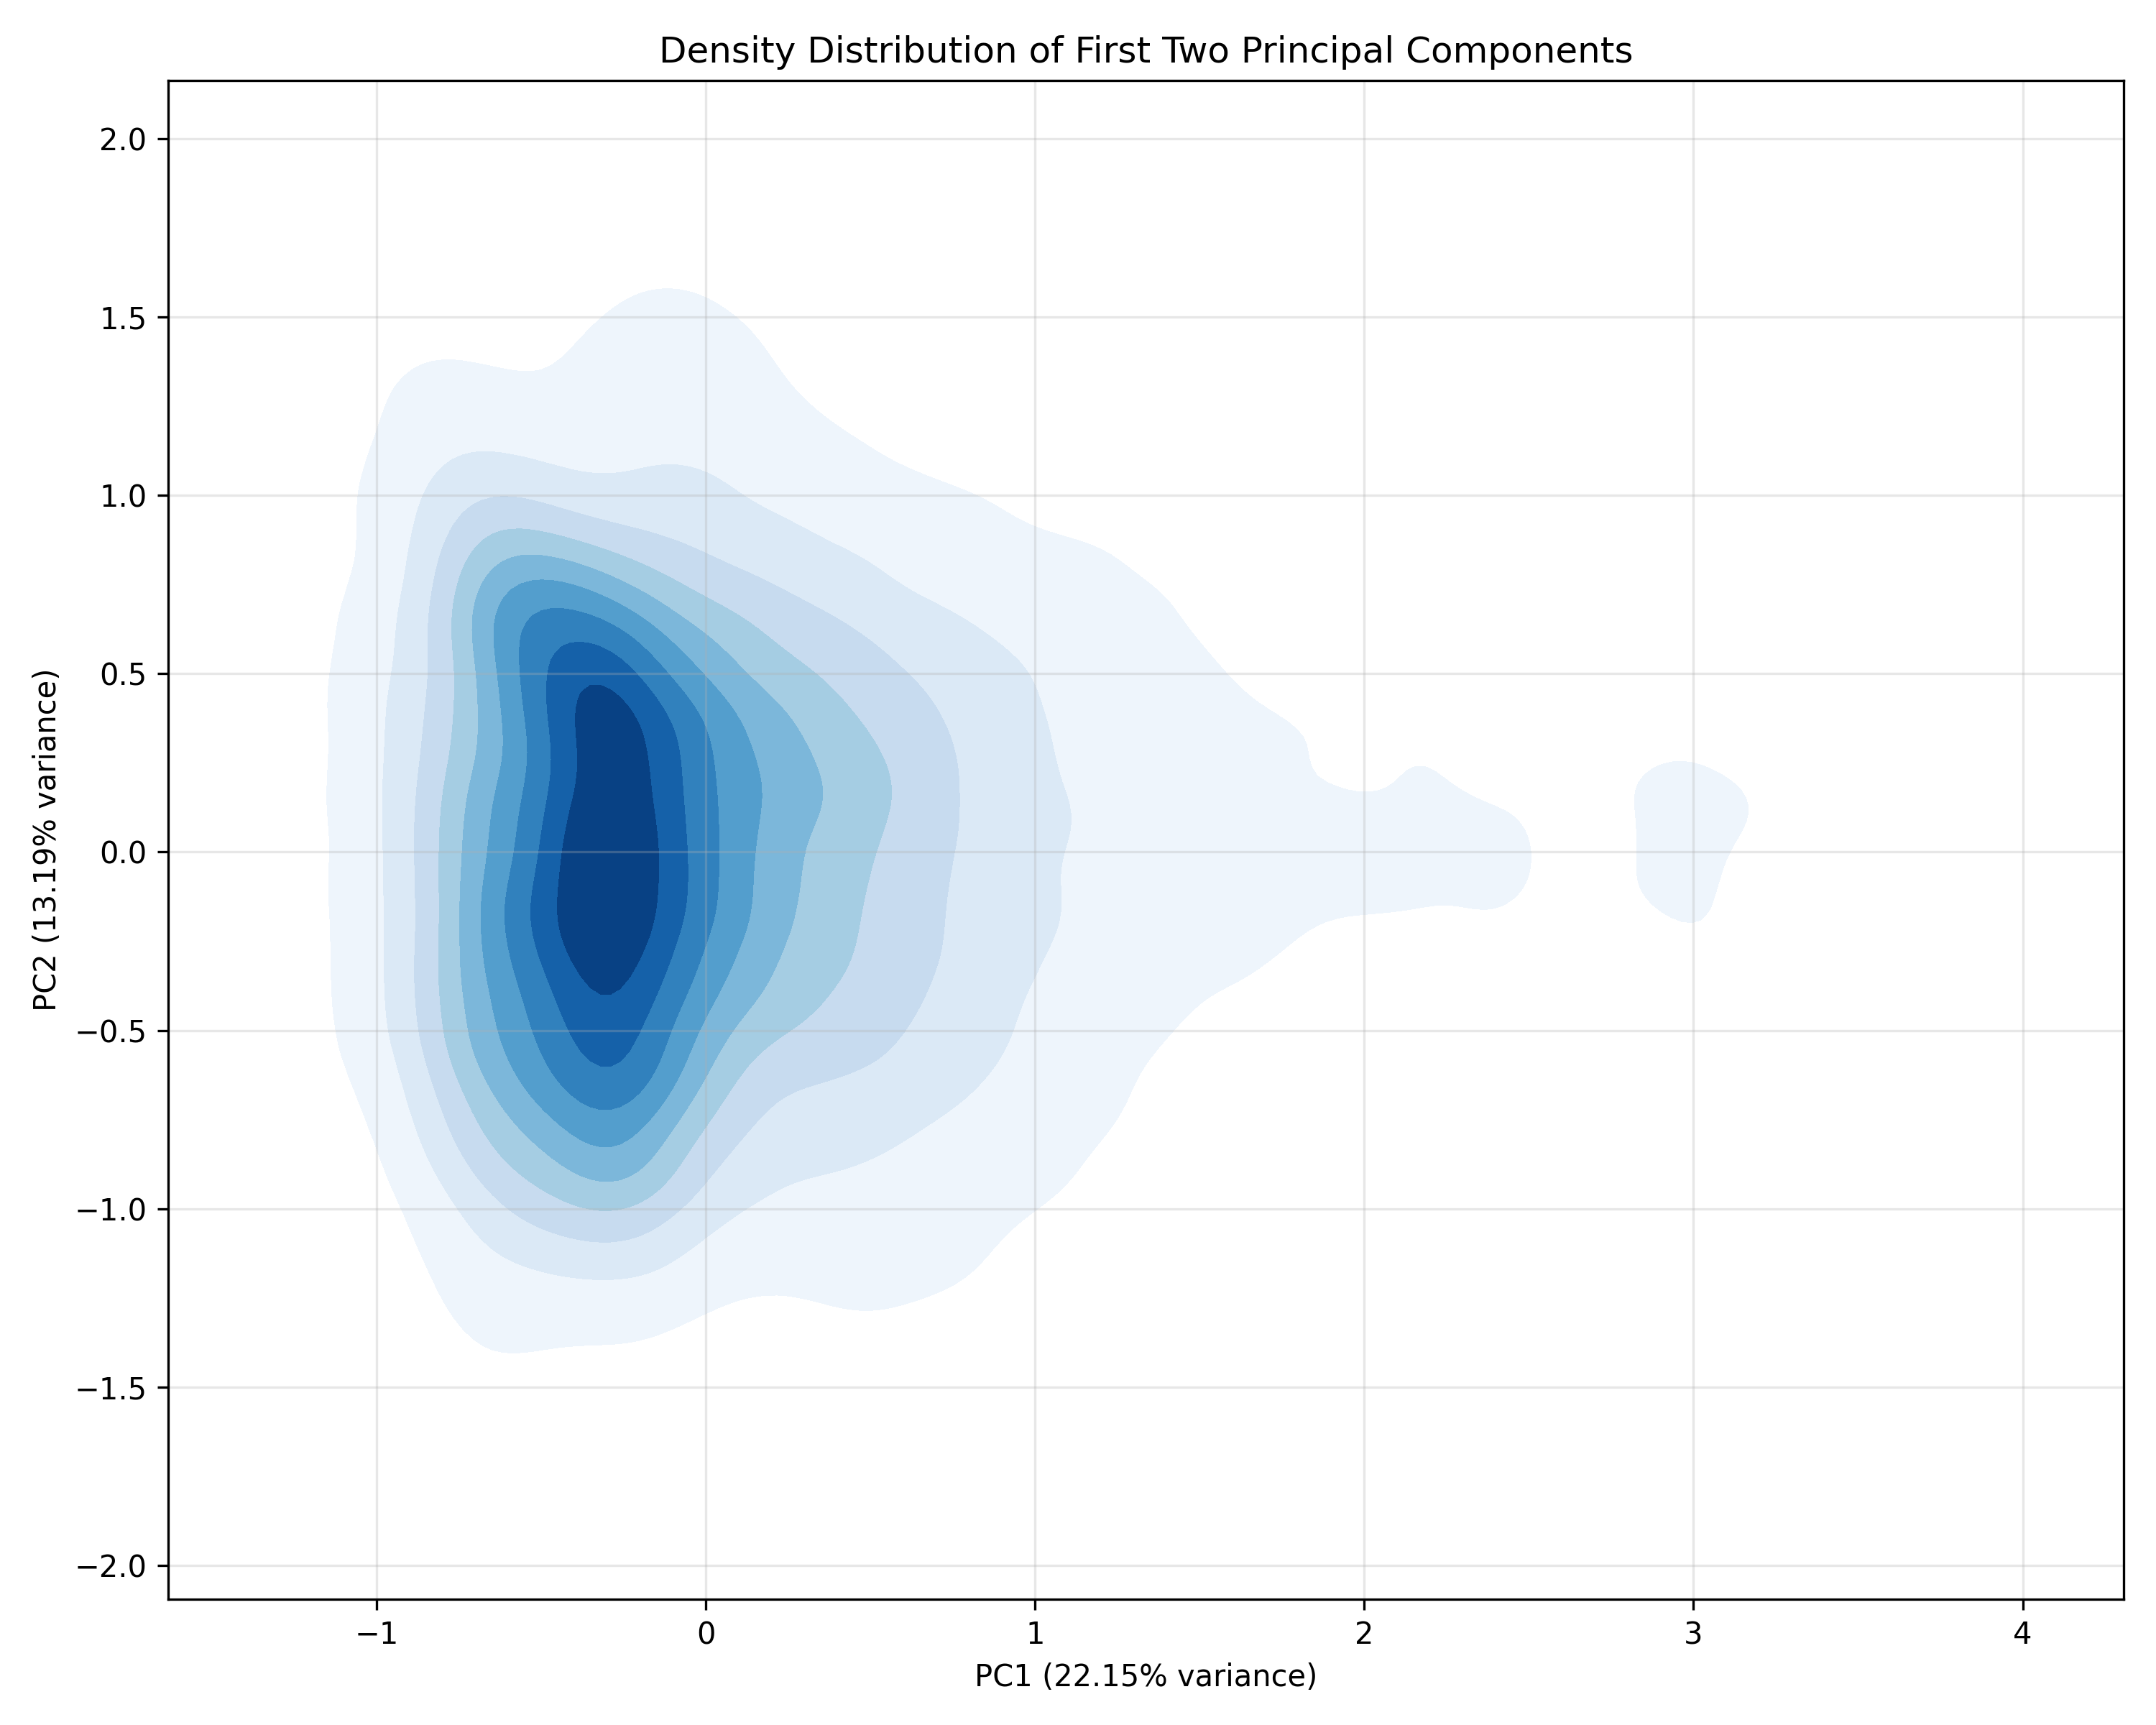 Density Distribution of First Two Principal Components
2.0
1.5
1.0
0.5
0.0
−0.5
−1.0
−1.5
−2.0
PC2 (13.19% variance)
−1 0 1 2 3 4
PC1 (22.15% variance)